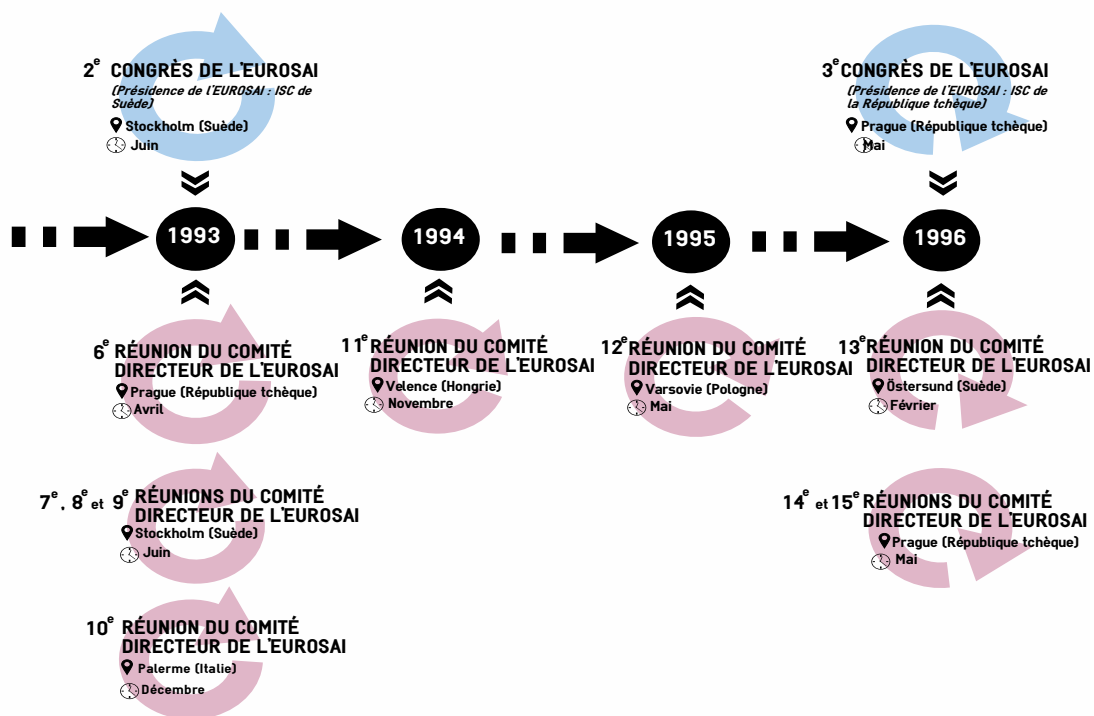 2e CONGRÈS DE L'EUROSAI
(Présidence de l'EUROSAI : ISC de
Suède)
Stockholm (Suède)
Juin
3e CONGRÈS DE L'EUROSAI
(Présidence de l'EUROSAI : ISC de
la République tchèque)
Prague (République tchèque)
Mai
1993
1994
1995
1996
6e RÉUNION DU COMITÉ
DIRECTEUR DE L'EUROSAI
Prague (République tchèque)
Avril
11e RÉUNION DU COMITÉ
DIRECTEUR DE L'EUROSAI
Velence (Hongrie)
Novembre
12e RÉUNION DU COMITÉ
DIRECTEUR DE L'EUROSAI
Varsovie (Pologne)
Mai
13e RÉUNION DU COMITÉ
DIRECTEUR DE L'EUROSAI
Östersund (Suède)
Février
7e, 8e et 9e RÉUNIONS DU COMITÉ
DIRECTEUR DE L'EUROSAI
Stockholm (Suède)
Juin
14e et 15e RÉUNIONS DU COMITÉ
DIRECTEUR DE L'EUROSAI
Prague (République tchèque)
Mai
10e RÉUNION DU COMITÉ
DIRECTEUR DE L'EUROSAI
Palerme (Italie)
Décembre